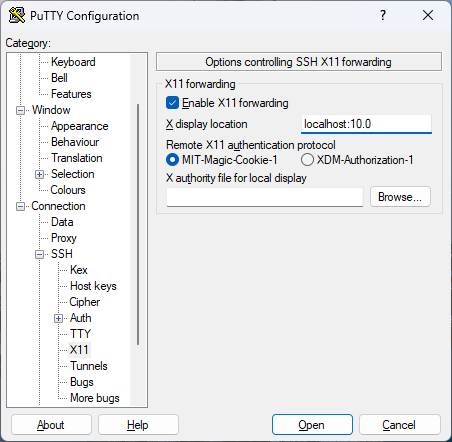 PuTTY Configuration
?
Category:
Keyboard
Bell
Features
Window
Appearance
Behaviour
Translation
Selection
Colours
Connection
Data
Proxy
SSH
Kex
Host keys
Cipher
Auth
TTY
X11
Tunnels
Bugs
More bugs
Options controlling SSH X11 forwarding
X11 forwarding
Enable X11 forwarding
X display location
localhost:10.0
Remote X11 authentication protocol
MIT-Magic-Cookie-1
XDM-Authorization-1
X authority file for local display
Browse...
About
Help
Open
Cancel